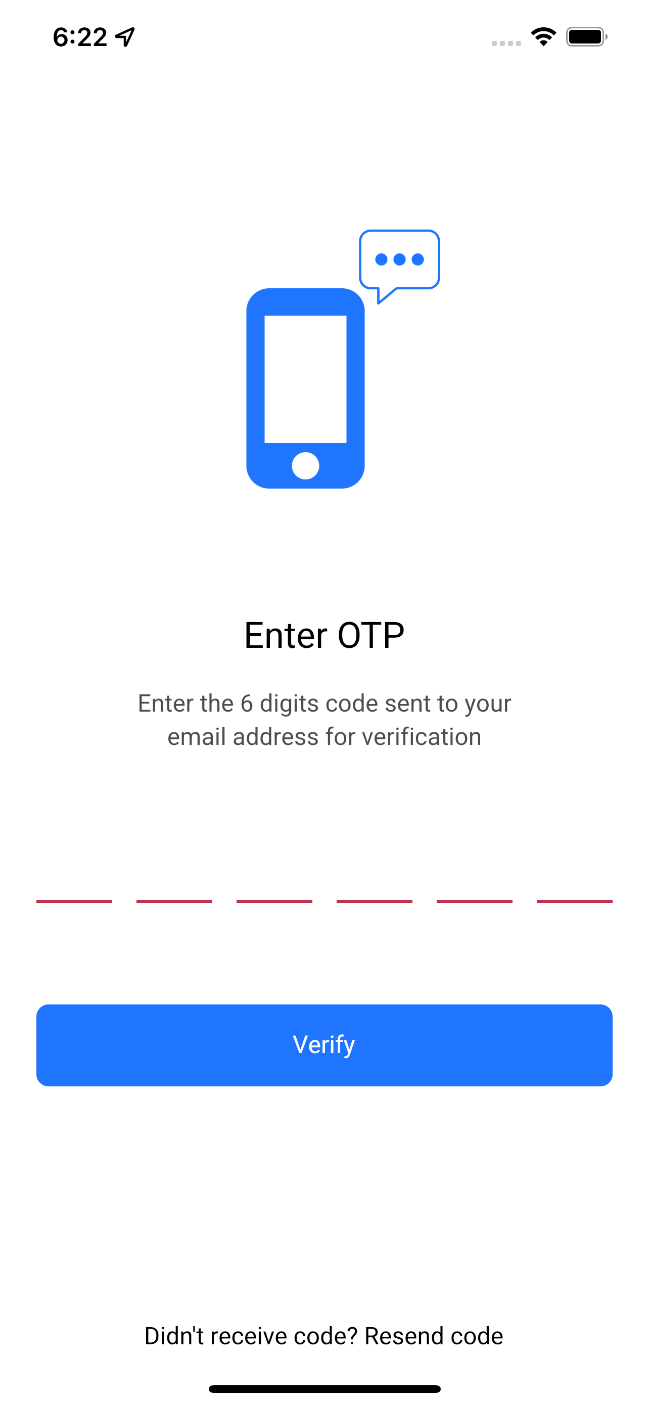 6:22
Enter OTP
Enter the 6 digits code sent to your
email address for verification
Verify
Didn't receive code? Resend code